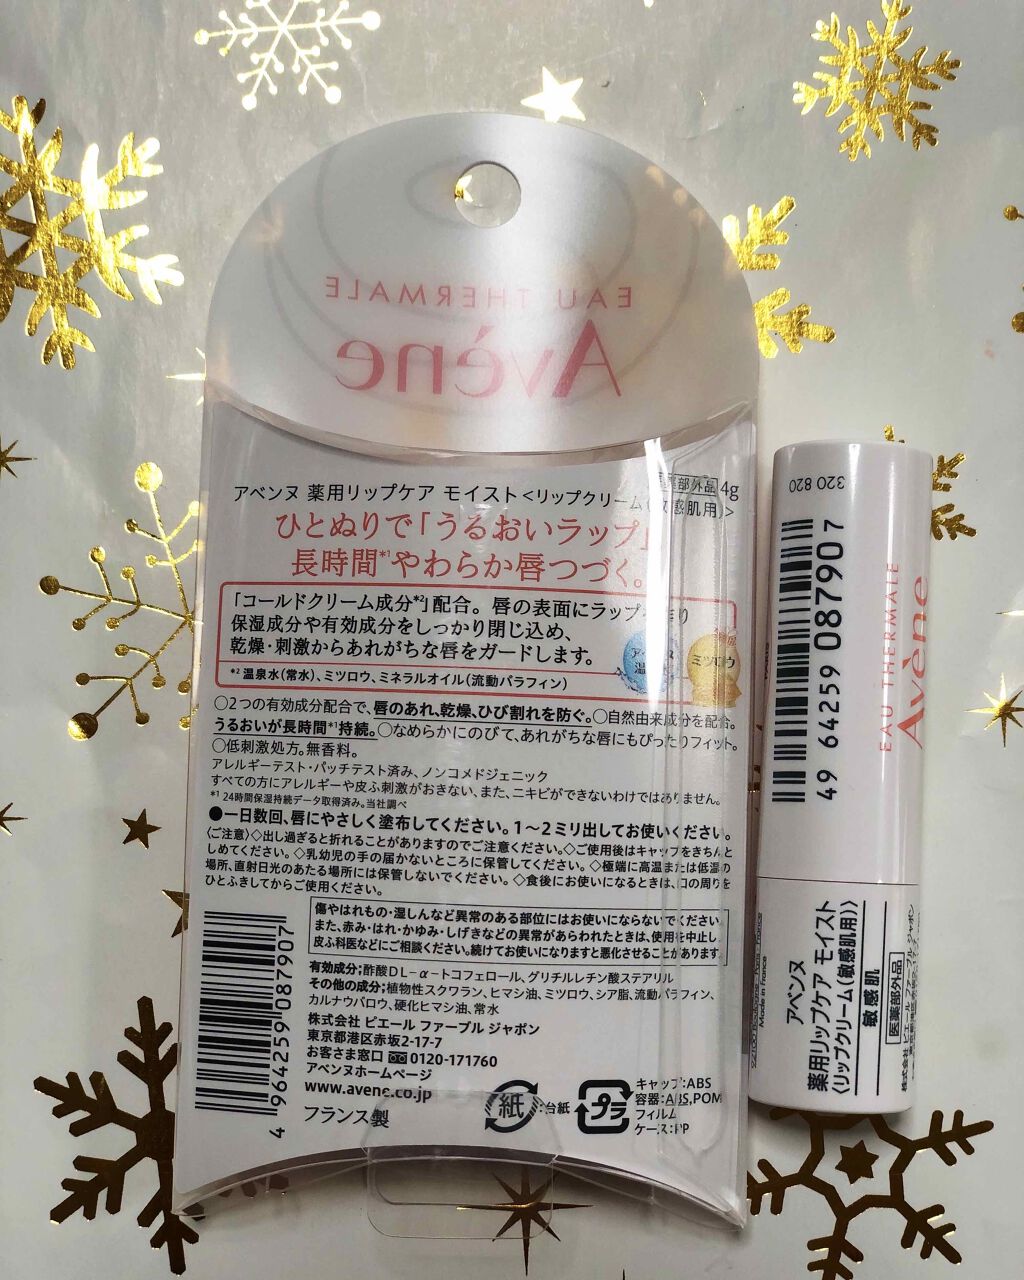 EAU THERMALE
Avène
医薬部外品 4g
アベンヌ 薬用リップケア モイスト<リップクリーム(敏感肌用)>
ひとぬりで「うるおいラップ」
長時間*1やわらか唇つづく。
「コールドクリーム成分*2」配合。唇の表面にラップを作り
保湿成分や有効成分をしっかり閉じ込め、
乾燥・刺激からあれがちな唇をガードします。
*2 温泉水(常水)、ミツロウ、ミネラルオイル(流動パラフィン)
ミツロウ
○2つの有効成分配合で、唇のあれ、乾燥、ひび割れを防ぐ。○自然由来成分を配合。
うるおいが長時間*1持続。○なめらかにのびて、あれがちな唇にもぴったりフィット。
○低刺激処方。無香料。
アレルギーテスト・パッチテスト済み、ノンコメドジェニック
すべての方にアレルギーや皮ふ刺激がおきない、また、ニキビができないわけではありません。
*1 24時間保湿持続データ取得済み。当社調べ
●一日数回、唇にやさしく塗布してください。1〜2ミリ出してお使いください。
〈ご注意〉◇出し過ぎると折れることがありますのでご注意ください。◇ご使用後はキャップをきちんと
しめてください。◇乳幼児の手の届かないところに保管してください。◇極端に高温または低温の
場所、直射日光のあたる場所には保管しないでください。◇食後にお使いになるときは、口の周りを
ひとふきしてからご使用ください。
傷やはれもの・湿しんなど異常のある部位にはお使いにならないでください。
また、赤み・はれ・かゆみ・しげきなどの異常があらわれたときは、使用を中止し、
皮ふ科医などにご相談ください。続けてお使いになりますと悪化させることがあります。
有効成分;酢酸DL-α-トコフェロール、グリチルレチン酸ステアリル
その他の成分;植物性スクワラン、ヒマシ油、ミツロウ、シア脂、流動パラフィン、
カルナウバロウ、硬化ヒマシ油、常水
株式会社 ピエール ファーブル ジャポン
東京都港区赤坂2-17-7
お客さま窓口 0120-171760
アベンヌホームページ
www.avene.co.jp
フランス製
4 964259 087907
紙 :台紙
プラ
キャップ:ABS
容器:ABS,POM
フィルム
ケース:PP
Made in France
320 820
49 64259 087907
EAU THERMALE
Avène
アベンヌ
薬用リップケア モイスト
〈リップクリーム(敏感肌用)〉
敏感肌
医薬部外品
株式会社 ピエール ファーブル ジャポン